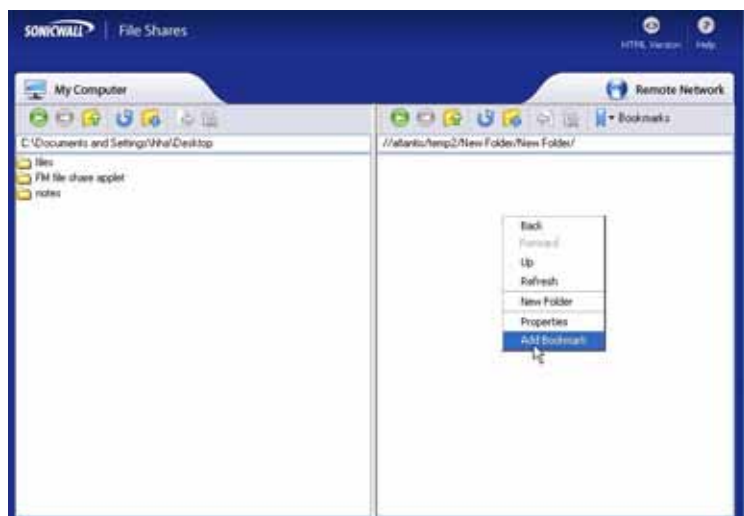 SONICWALL File Shares
HTML Version Help
My Computer
Remote Network
Bookmarks
C:\Documents and Settings\hha\Desktop
//atlantis/temp2/New Folder/New Folder/
files
FM file share applet
notes
Back
Forward
Up
Refresh
New Folder
Properties
Add Bookmark